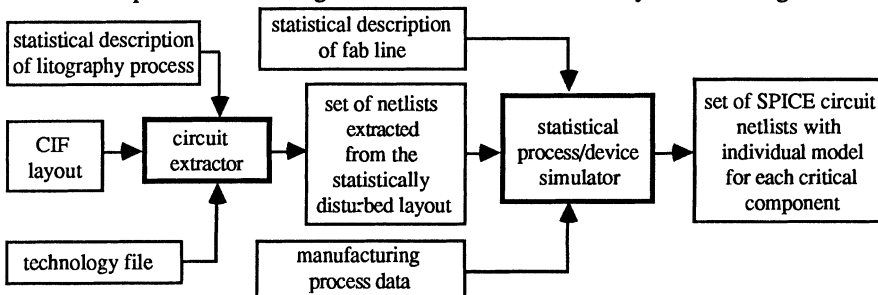 statistical description
of litography process
statistical description
of fab line
CIF
layout
circuit
extractor
set of netlists
extracted
from the
statistically
disturbed layout
statistical
process/device
simulator
set of SPICE circuit
netlists with
individual model
for each critical
component
technology file
manufacturing
process data